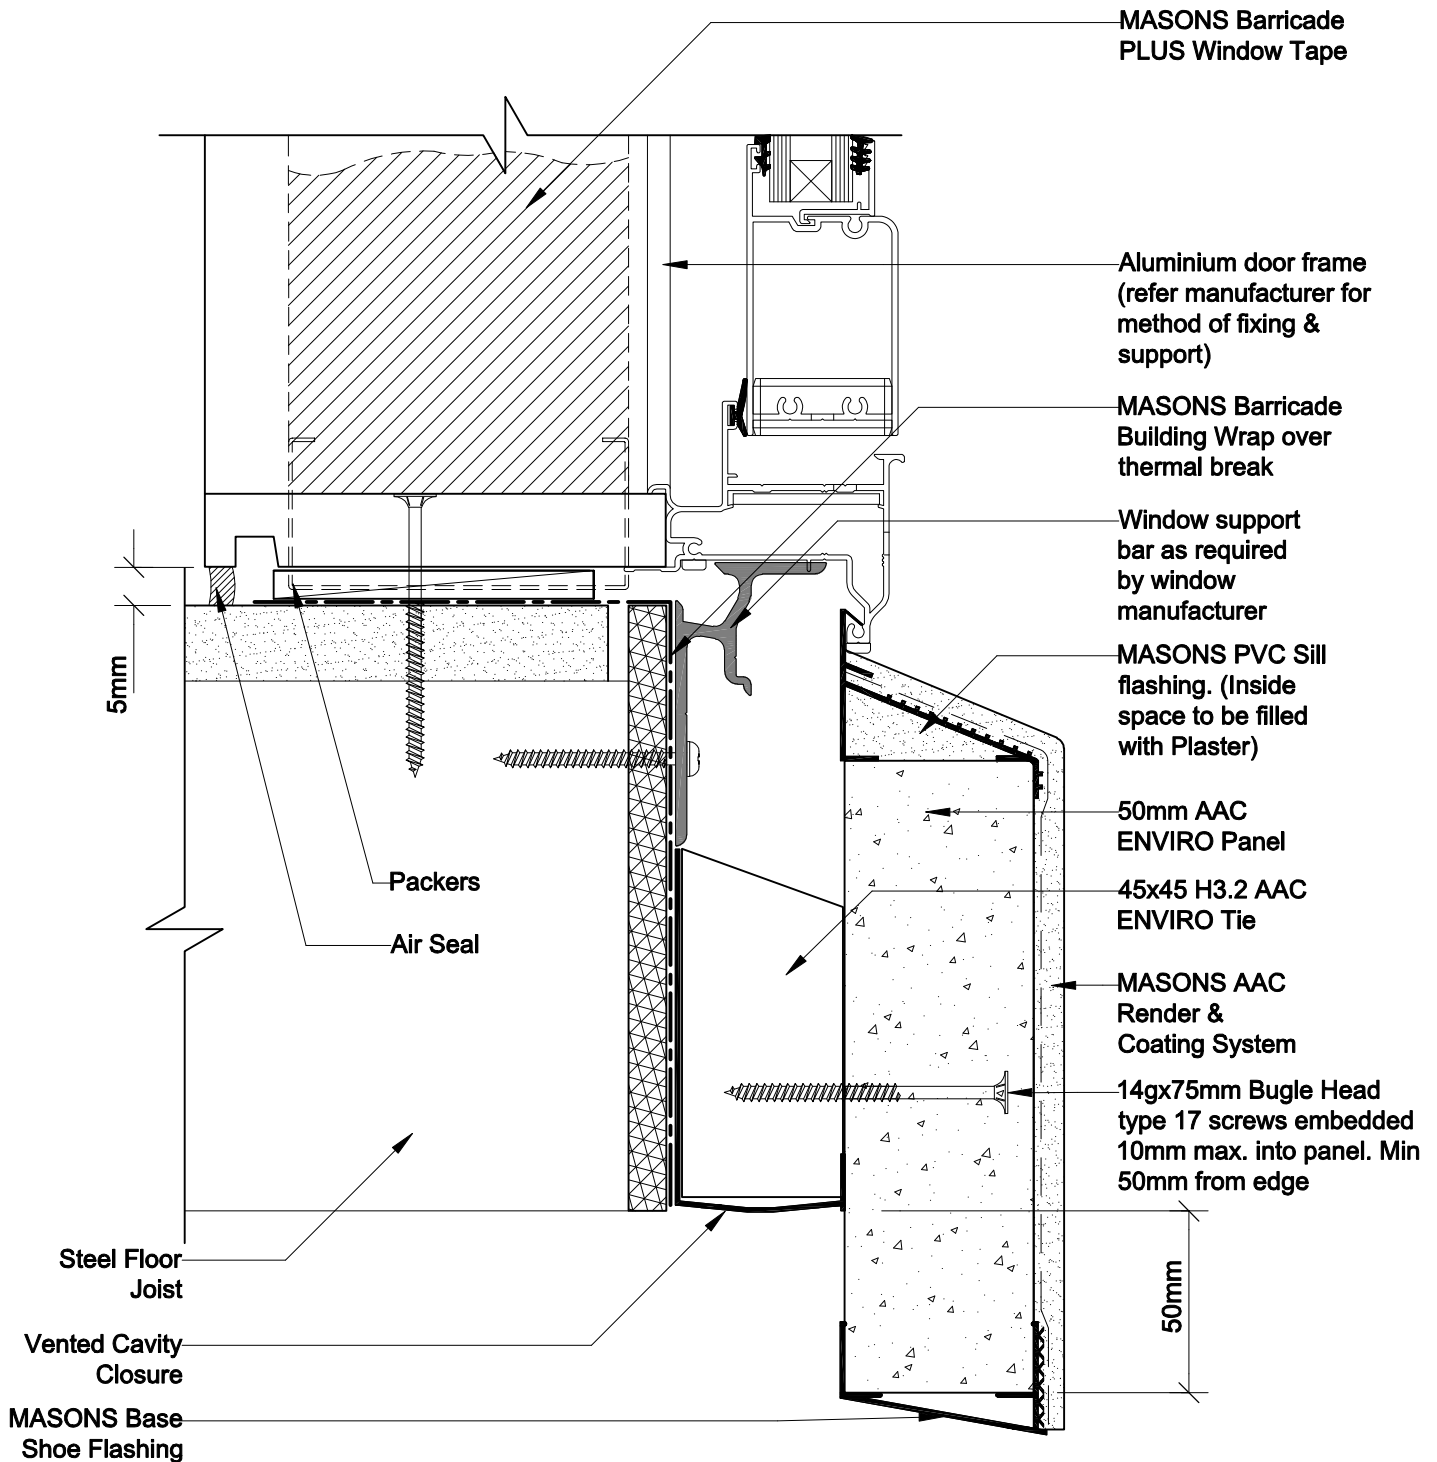 MASONS Barricade
PLUS Window Tape
Aluminium door frame
(refer manufacturer for
method of fixing &
support)
MASONS Barricade
Building Wrap over
thermal break
Window support
bar as required
by window
manufacturer
MASONS PVC Sill
flashing. (Inside
space to be filled
with Plaster)
50mm AAC
ENVIRO Panel
45x45 H3.2 AAC
ENVIRO Tie
MASONS AAC
Render &
Coating System
14gx75mm Bugle Head
type 17 screws embedded
10mm max. into panel. Min
50mm from edge
50mm
5mm
Packers
Air Seal
Steel Floor
Joist
Vented Cavity
Closure
MASONS Base
Shoe Flashing